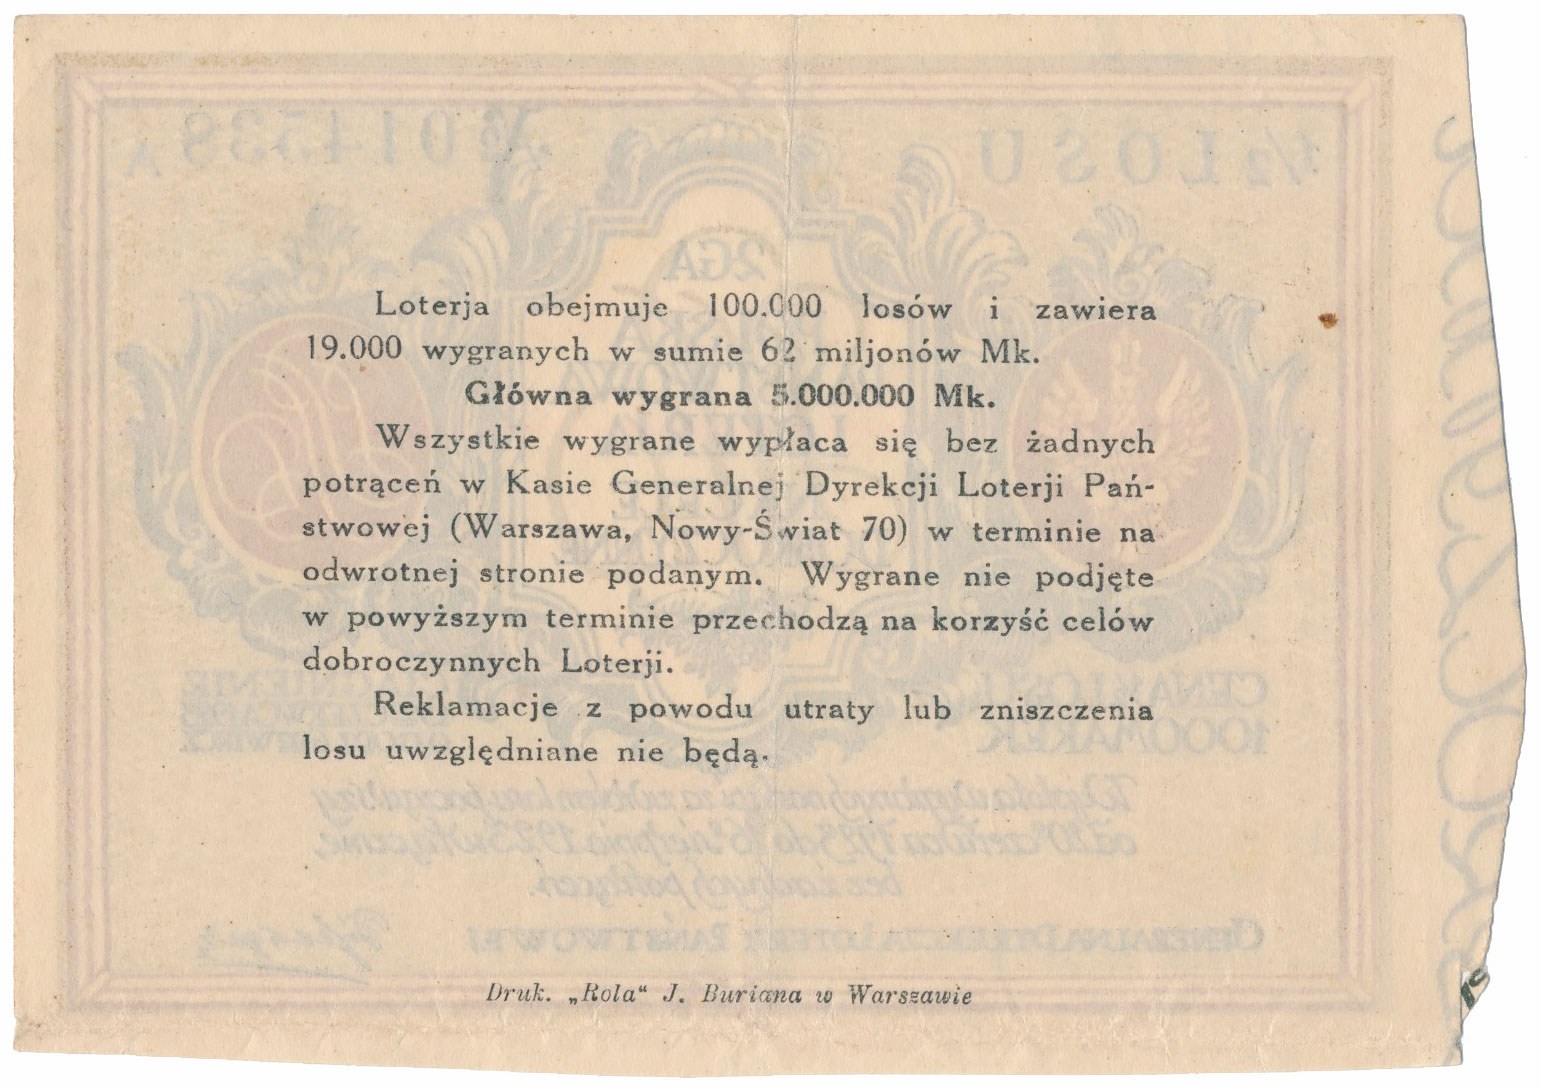 Loterja obejmuje 100.000 losów i zawiera
19.000 wygranych w sumie 62 miljonów Mk.
Główna wygrana 5.000.000 Mk.
Wszystkie wygrane wypłaca się bez żadnych
potrąceń w Kasie Generalnej Dyrekcji Loterji Pań-
stwowej (Warszawa, Nowy-Świat 70) w terminie na
odwrotnej stronie podanym. Wygrane nie podjęte
w powyższym terminie przechodzą na korzyść celów
dobroczynnych Loterji.
Reklamacje z powodu utraty lub zniszczenia
losu uwzględniane nie będą.
Druk. „Rola“ J. Buriana w Warszawie